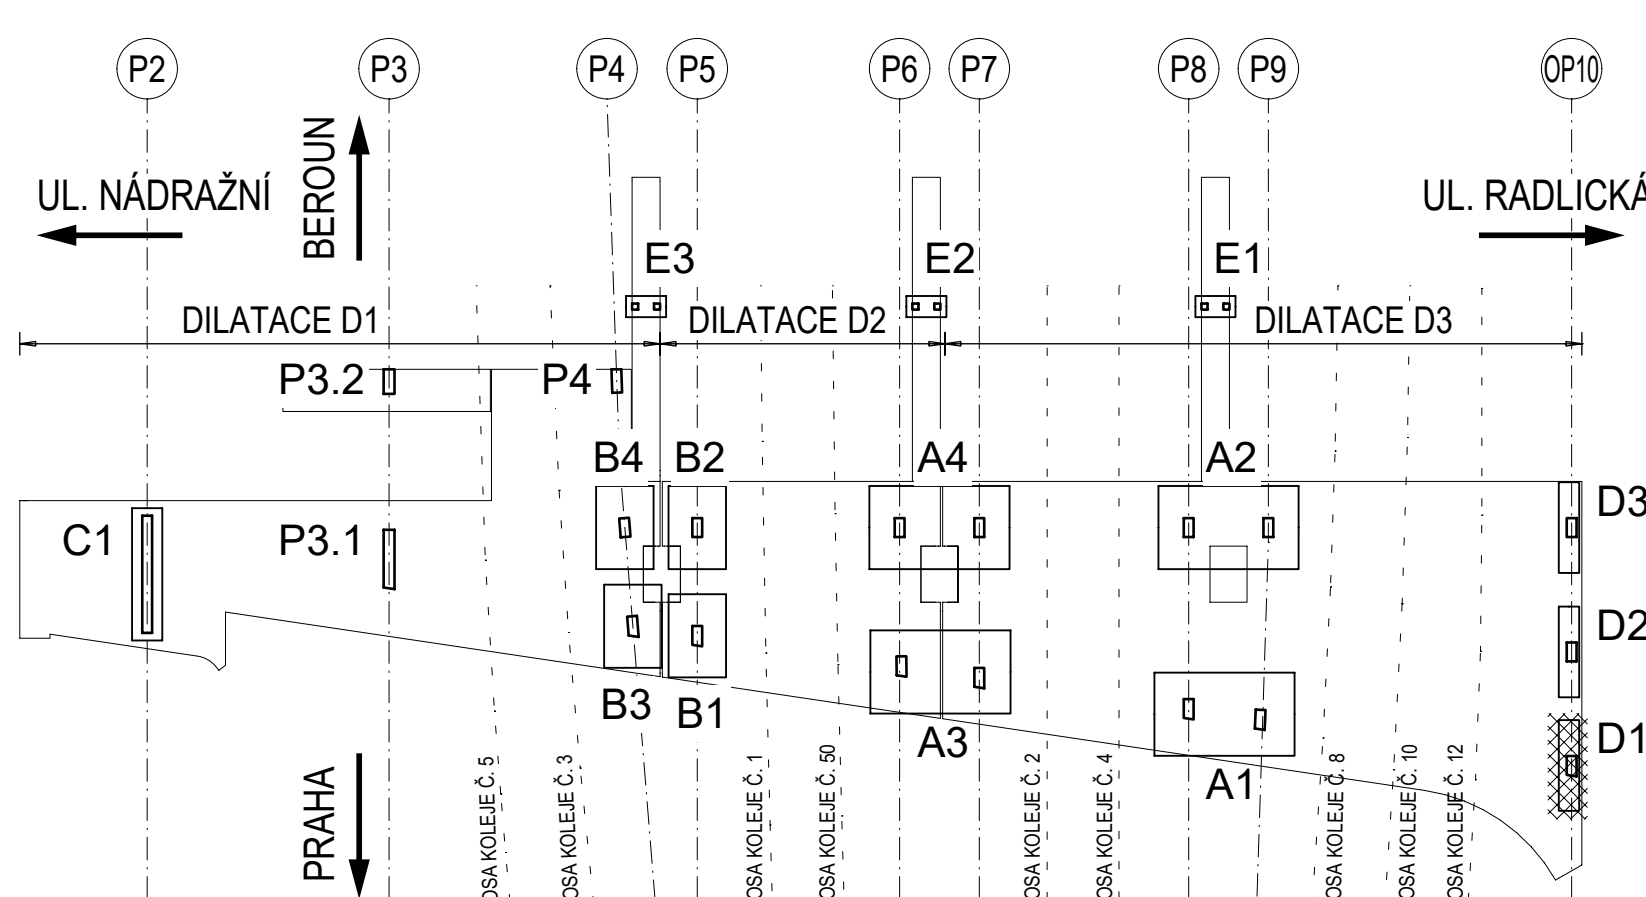 P2 P3 P4 P5 P6 P7 P8 P9 OP10
BEROUN
UL. NÁDRAŽNÍ
UL. RADLICKÁ
E3 E2 E1
DILATACE D1 DILATACE D2 DILATACE D3
P3.2 P4
B4 B2 A4 A2
D3
C1 P3.1
D2
B3 B1 A3 D1
A1
PRAHA
OSA KOLEJE Č. 5
OSA KOLEJE Č. 3
OSA KOLEJE Č. 1
OSA KOLEJE Č. 50
OSA KOLEJE Č. 2
OSA KOLEJE Č. 4
OSA KOLEJE Č. 8
OSA KOLEJE Č. 10
OSA KOLEJE Č. 12